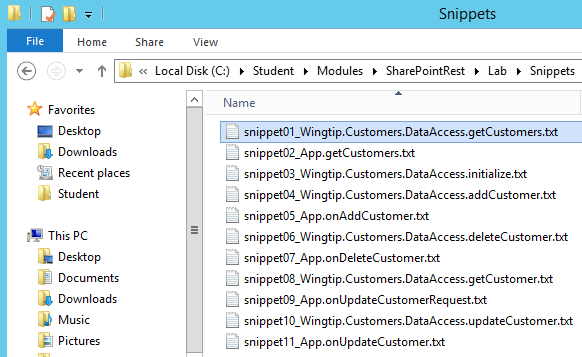 Snippets
File Home Share View
Local Disk (C:) Student Modules SharePointRest Lab Snippets
Favorites
Desktop
Downloads
Recent places
Student
This PC
Desktop
Documents
Downloads
Music
Pictures
Name
snippet01_Wingtip.Customers.DataAccess.getCustomers.txt
snippet02_App.getCustomers.txt
snippet03_Wingtip.Customers.DataAccess.initialize.txt
snippet04_Wingtip.Customers.DataAccess.addCustomer.txt
snippet05_App.onAddCustomer.txt
snippet06_Wingtip.Customers.DataAccess.deleteCustomer.txt
snippet07_App.onDeleteCustomer.txt
snippet08_Wingtip.Customers.DataAccess.getCustomer.txt
snippet09_App.onUpdateCustomerRequest.txt
snippet10_Wingtip.Customers.DataAccess.updateCustomer.txt
snippet11_App.onUpdateCustomer.txt